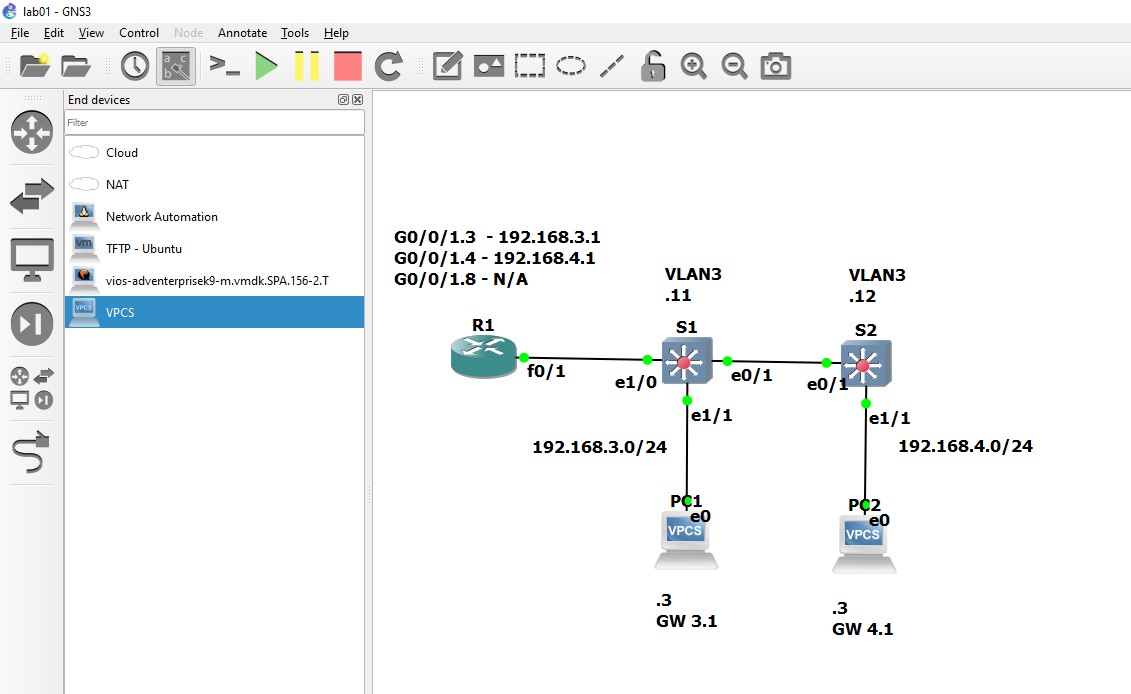 lab01 - GNS3
File Edit View Control Node Annotate Tools Help
End devices
Filter
Cloud
NAT
Network Automation
TFTP - Ubuntu
vios-adventerprisek9-m.vmdk.SPA.156-2.T
VPCS
G0/0/1.3 - 192.168.3.1
G0/0/1.4 - 192.168.4.1
G0/0/1.8 - N/A
VLAN3
.11
VLAN3
.12
R1
S1
S2
f0/1
e1/0
e0/1
e0/1
e1/1
e1/1
192.168.3.0/24
192.168.4.0/24
PC1
e0
VPCS
PC2
e0
VPCS
.3
GW 3.1
.3
GW 4.1